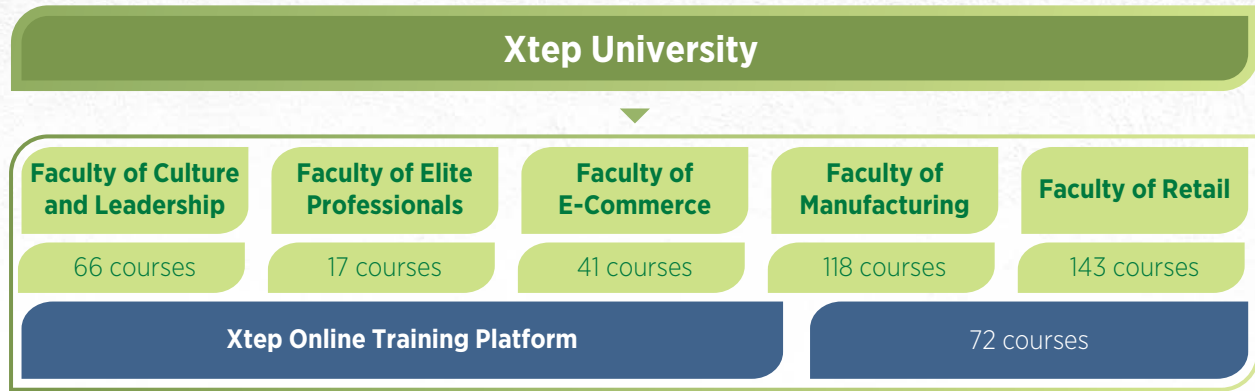 Xtep University
Faculty of Culture
and Leadership
66 courses
Faculty of Elite
Professionals
17 courses
Faculty of
E-Commerce
41 courses
Faculty of
Manufacturing
118 courses
Faculty of Retail
143 courses
Xtep Online Training Platform
72 courses